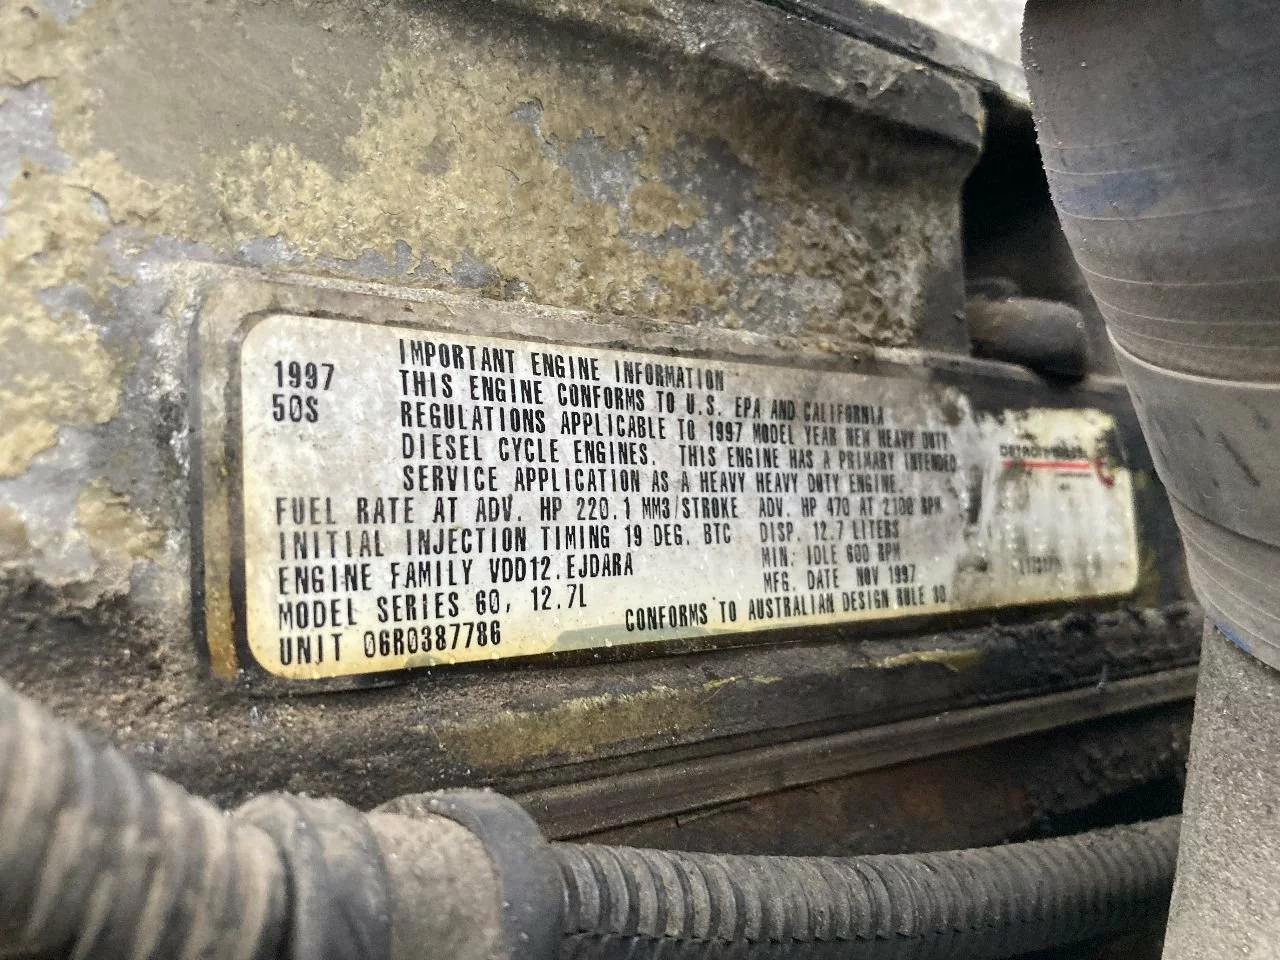 1997
50S
IMPORTANT ENGINE INFORMATION
THIS ENGINE CONFORMS TO U.S. EPA AND CALIFORNIA
REGULATIONS APPLICABLE TO 1997 MODEL YEAR NEW HEAVY DUTY
DIESEL CYCLE ENGINES. THIS ENGINE HAS A PRIMARY INTENDED
SERVICE APPLICATION AS A HEAVY HEAVY DUTY ENGINE.
FUEL RATE AT ADV. HP 220.1 MM3/STROKE ADV. HP 470 AT 2100 RPM
INITIAL INJECTION TIMING 19 DEG. BTC DISP. 12.7 LITERS
ENGINE FAMILY VDD12.EJDARA MIN: IDLE 600 RPM
MODEL SERIES 60, 12.7L MFG. DATE NOV 1997
UNIT 06R0387786 CONFORMS TO AUSTRALIAN DESIGN RULE 30
DETROIT DIESEL